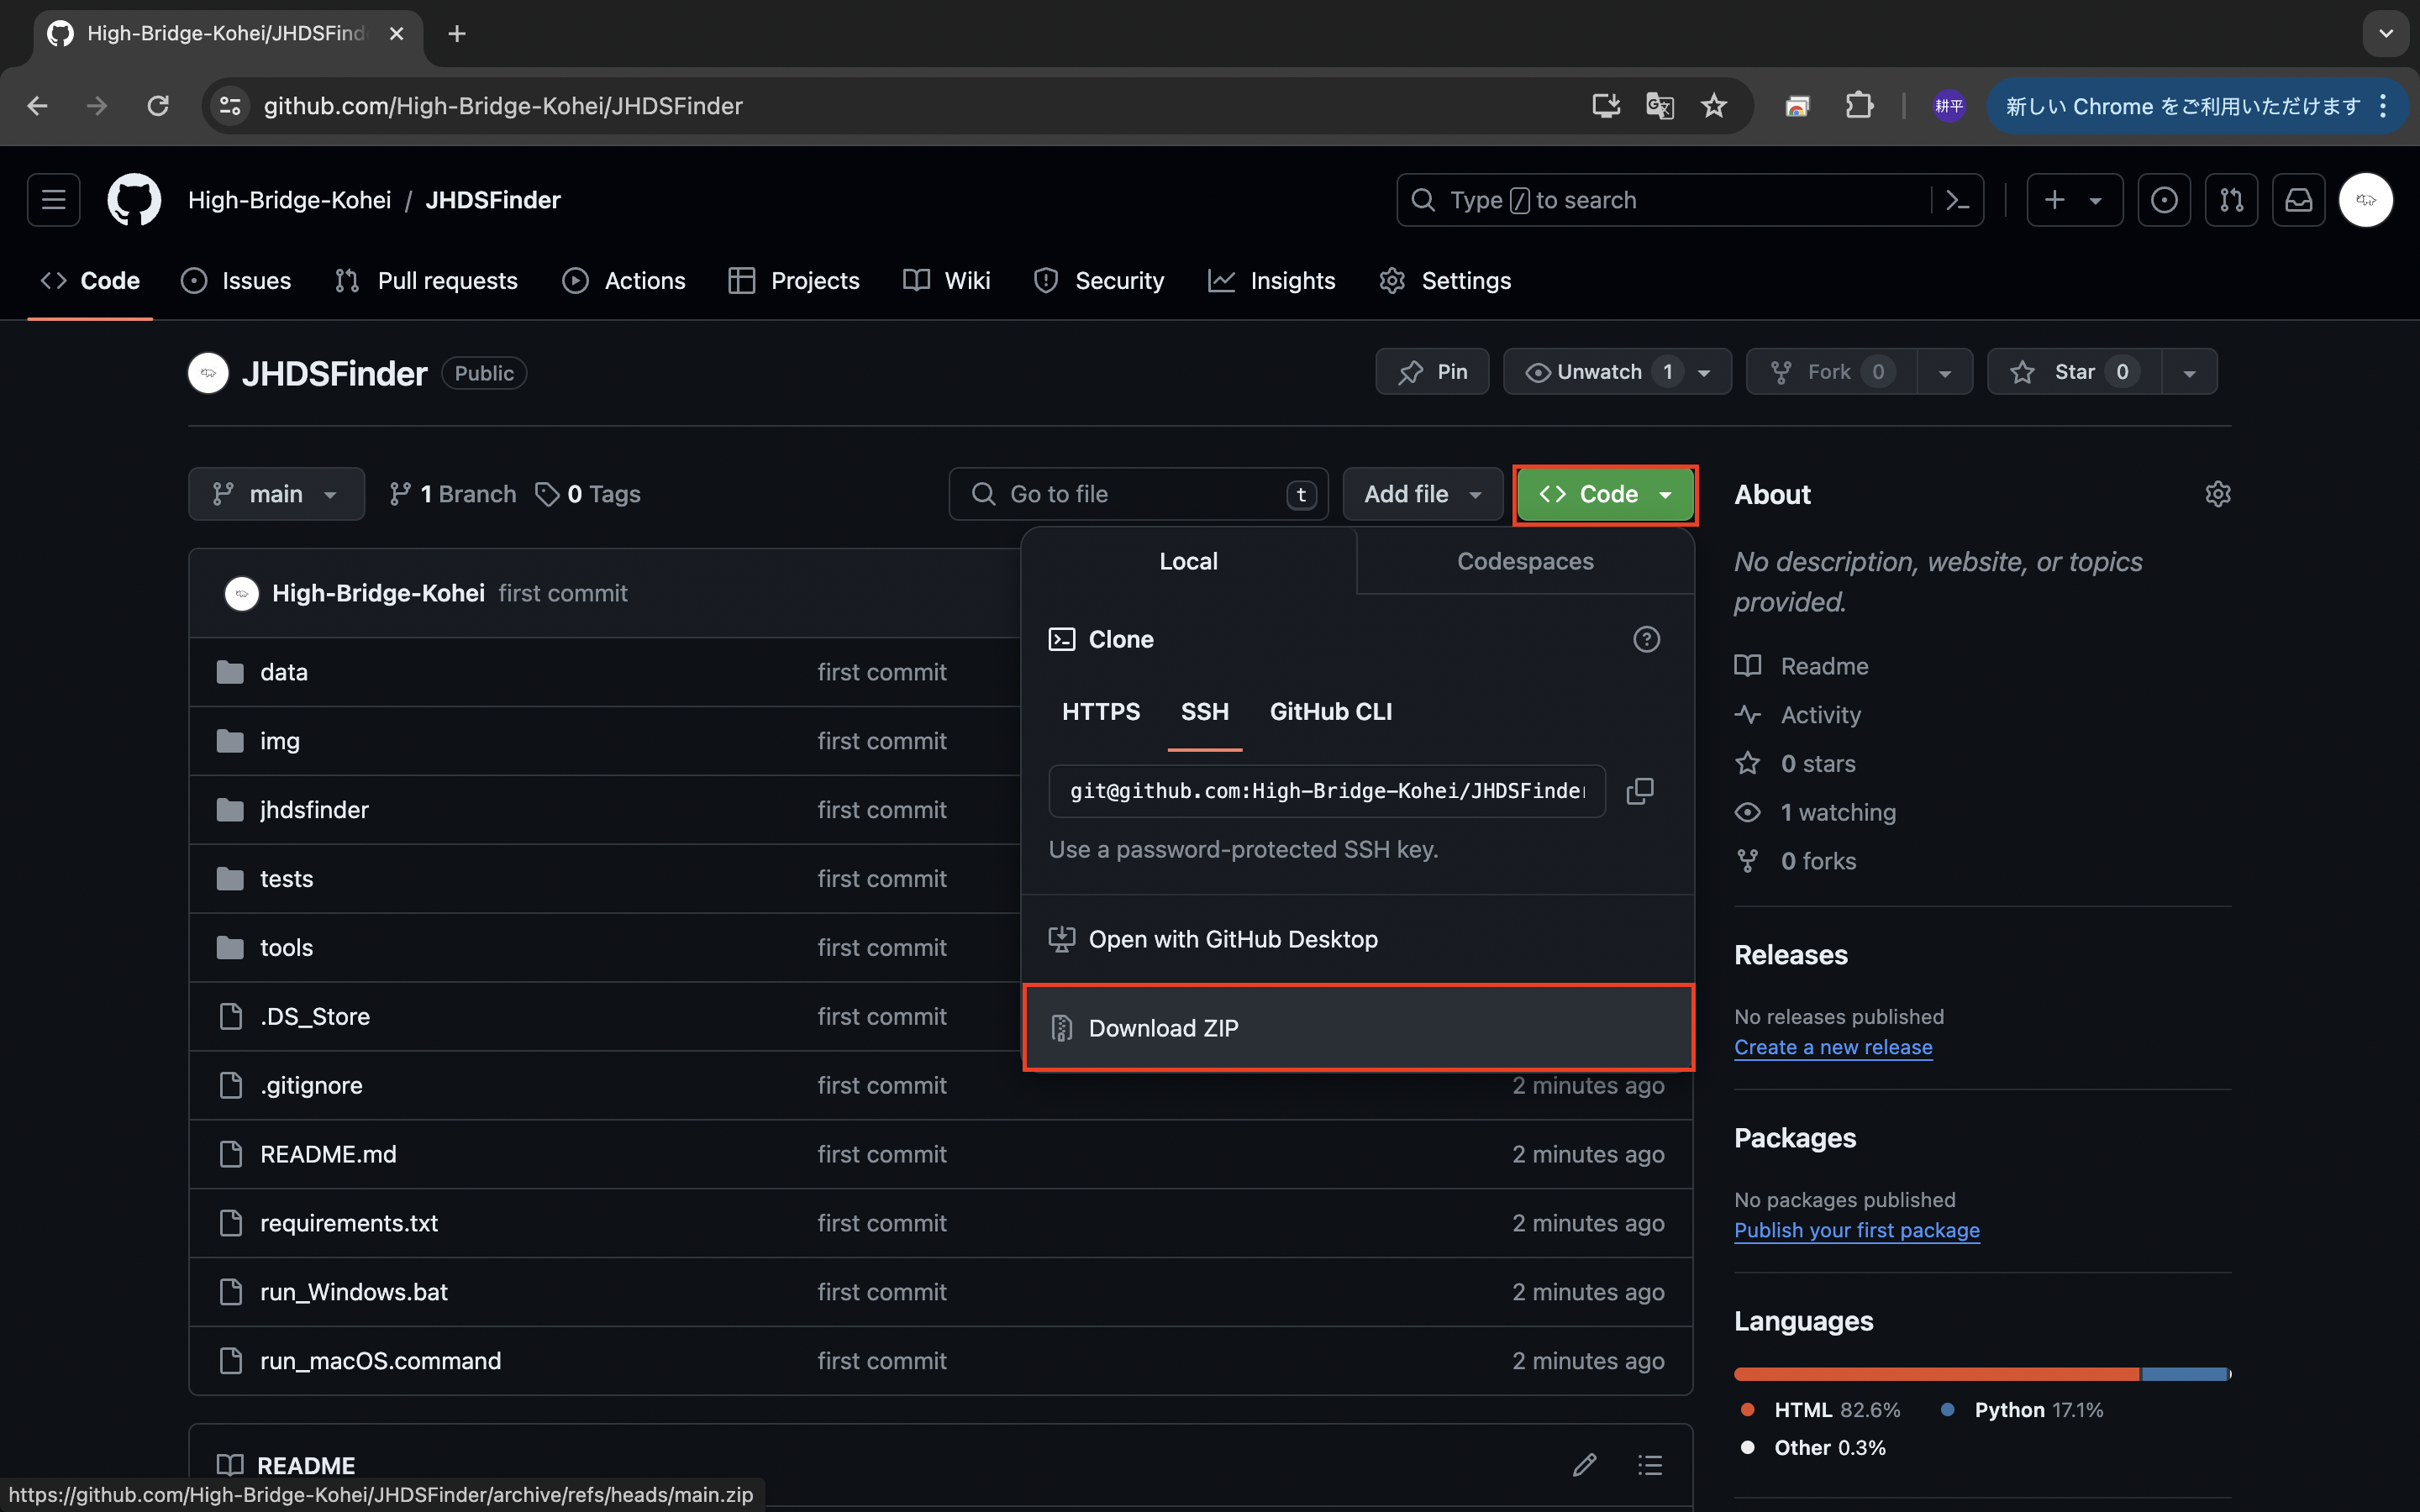 High-Bridge-Kohei/JHDSFind
github.com/High-Bridge-Kohei/JHDSFinder
耕平
新しい Chrome をご利用いただけます
High-Bridge-Kohei / JHDSFinder
Type / to search
Code Issues Pull requests Actions Projects Wiki Security Insights Settings
JHDSFinder Public
Pin
Unwatch 1
Fork 0
Star 0
main
1 Branch
0 Tags
Go to file t
Add file
Code
High-Bridge-Kohei first commit
data first commit
img first commit
jhdsfinder first commit
tests first commit
tools first commit
.DS_Store first commit
.gitignore first commit 2 minutes ago
README.md first commit 2 minutes ago
requirements.txt first commit 2 minutes ago
run_Windows.bat first commit 2 minutes ago
run_macOS.command first commit 2 minutes ago
README
Local Codespaces
Clone
HTTPS SSH GitHub CLI
git@github.com:High-Bridge-Kohei/JHDSFinder
Use a password-protected SSH key.
Open with GitHub Desktop
Download ZIP
About
No description, website, or topics
provided.
Readme
Activity
0 stars
1 watching
0 forks
Releases
No releases published
Create a new release
Packages
No packages published
Publish your first package
Languages
HTML 82.6% Python 17.1%
Other 0.3%
https://github.com/High-Bridge-Kohei/JHDSFinder/archive/refs/heads/main.zip